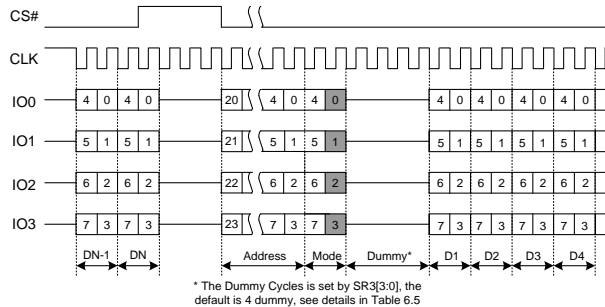 CS#
CLK
IO0 4 0 4 0 20 4 0 4 0 4 0 4 0 4 0 4 0
IO1 5 1 5 1 21 5 1 5 1 5 1 5 1 5 1 5 1
IO2 6 2 6 2 22 6 2 6 2 6 2 6 2 6 2 6 2
IO3 7 3 7 3 23 7 3 7 3 7 3 7 3 7 3 7 3
DN-1 DN Address Mode Dummy* D1 D2 D3 D4
* The Dummy Cycles is set by SR3[3:0], the
default is 4 dummy, see details in Table 6.5